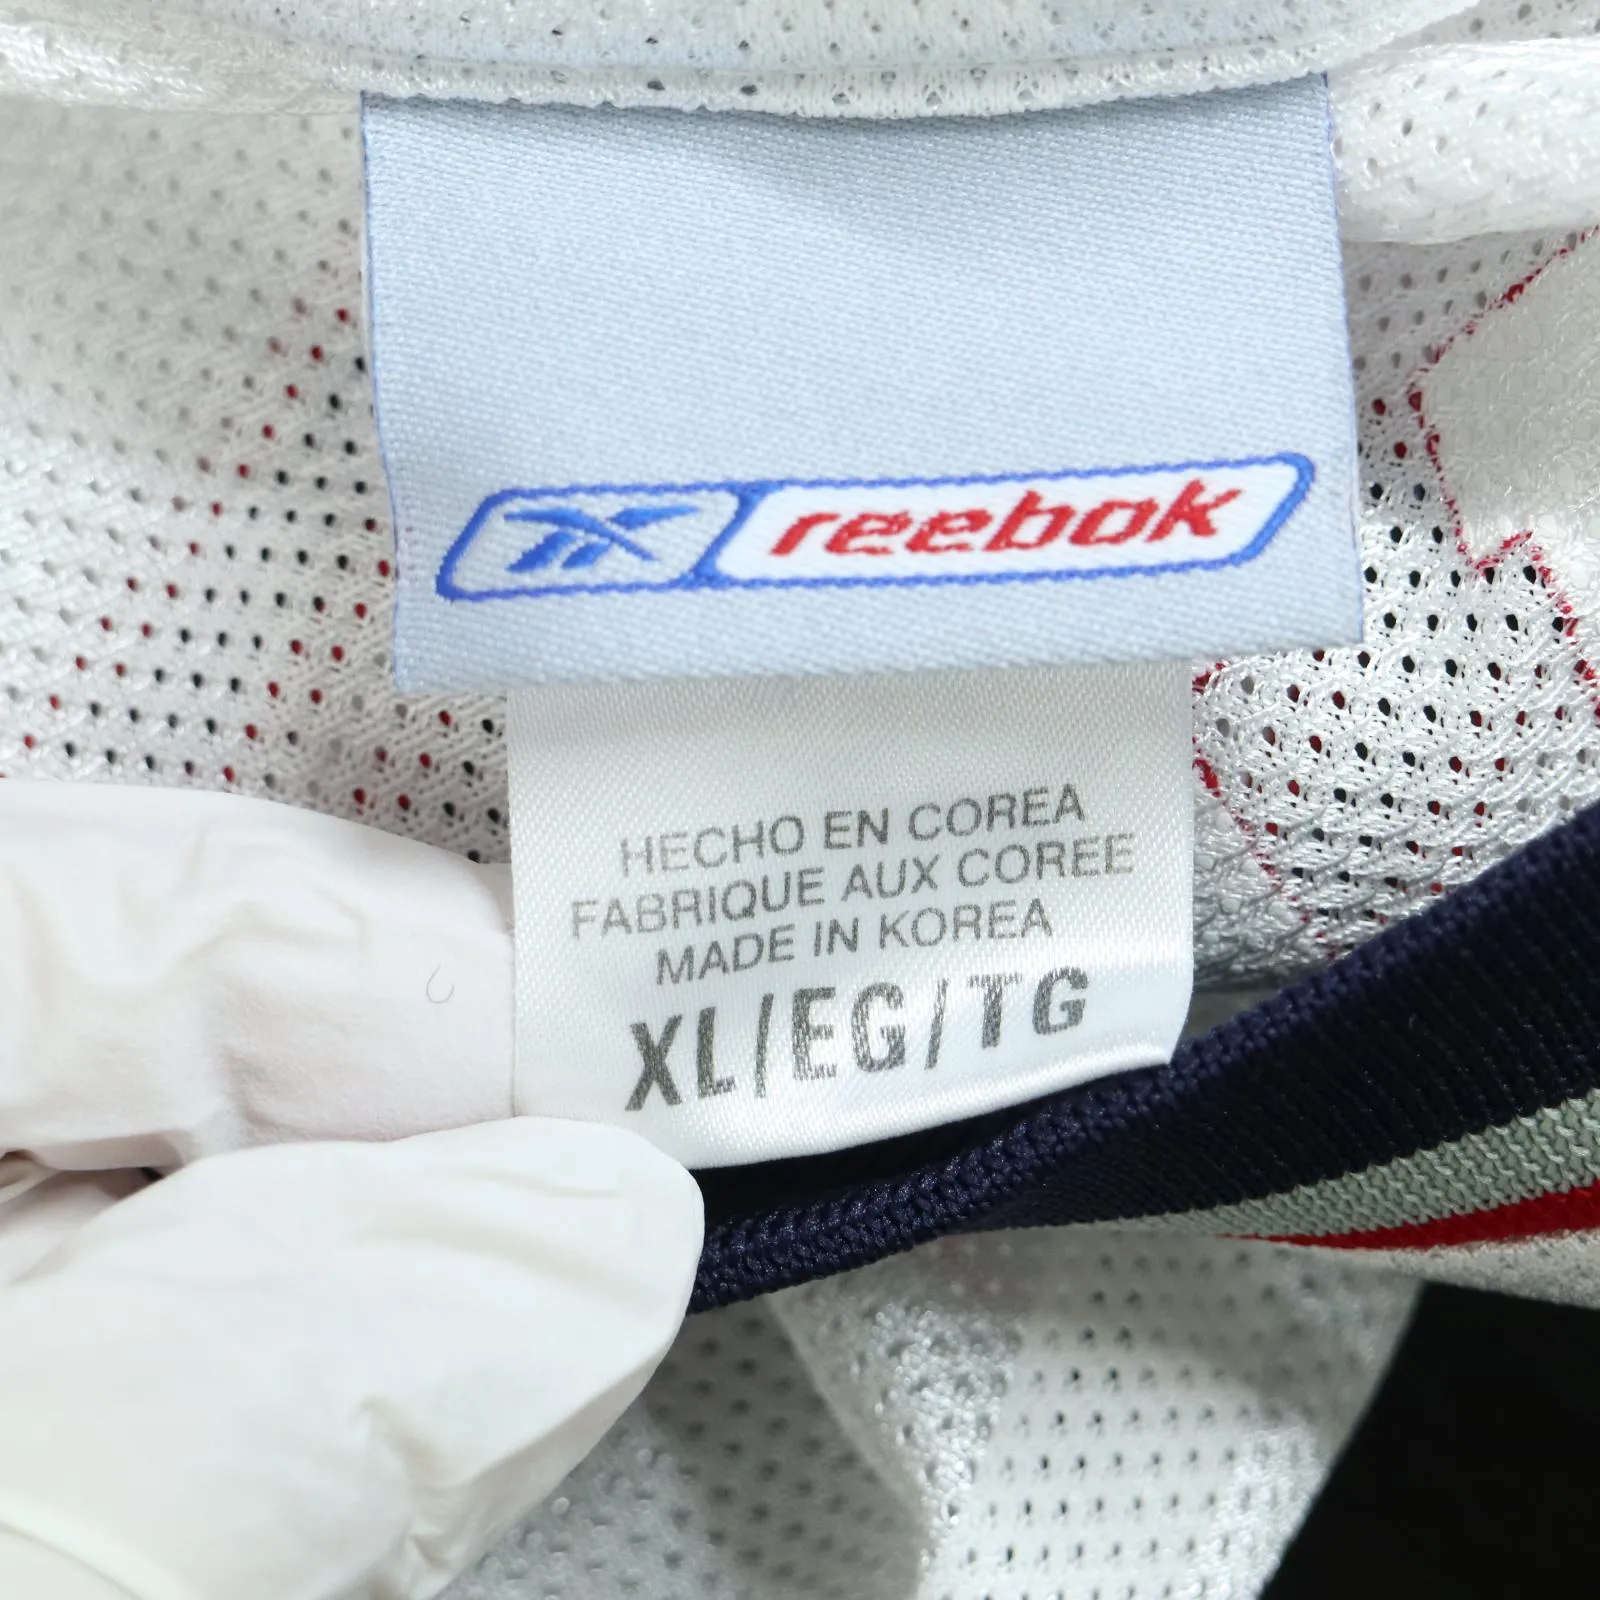 reebok
HECHO EN COREA
FABRIQUE AUX COREE
MADE IN KOREA
XL/EG/TG